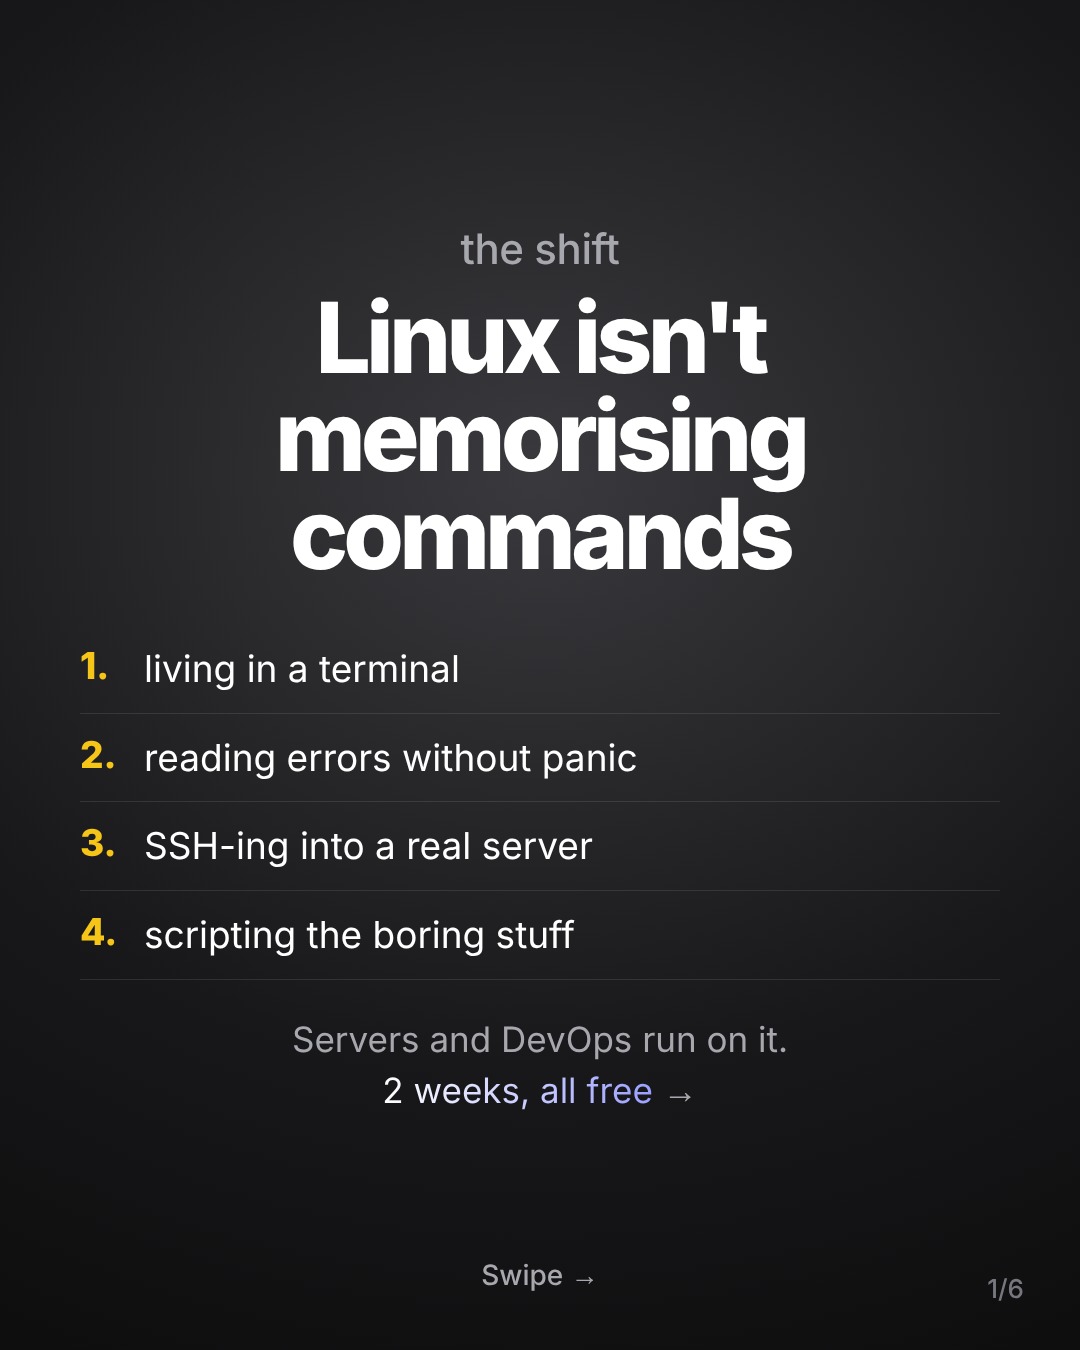 the shift
Linux isn't
memorising
commands
1. living in a terminal
2. reading errors without panic
3. SSH-ing into a real server
4. scripting the boring stuff
Servers and DevOps run on it.
2 weeks, all free →
Swipe →
1/6